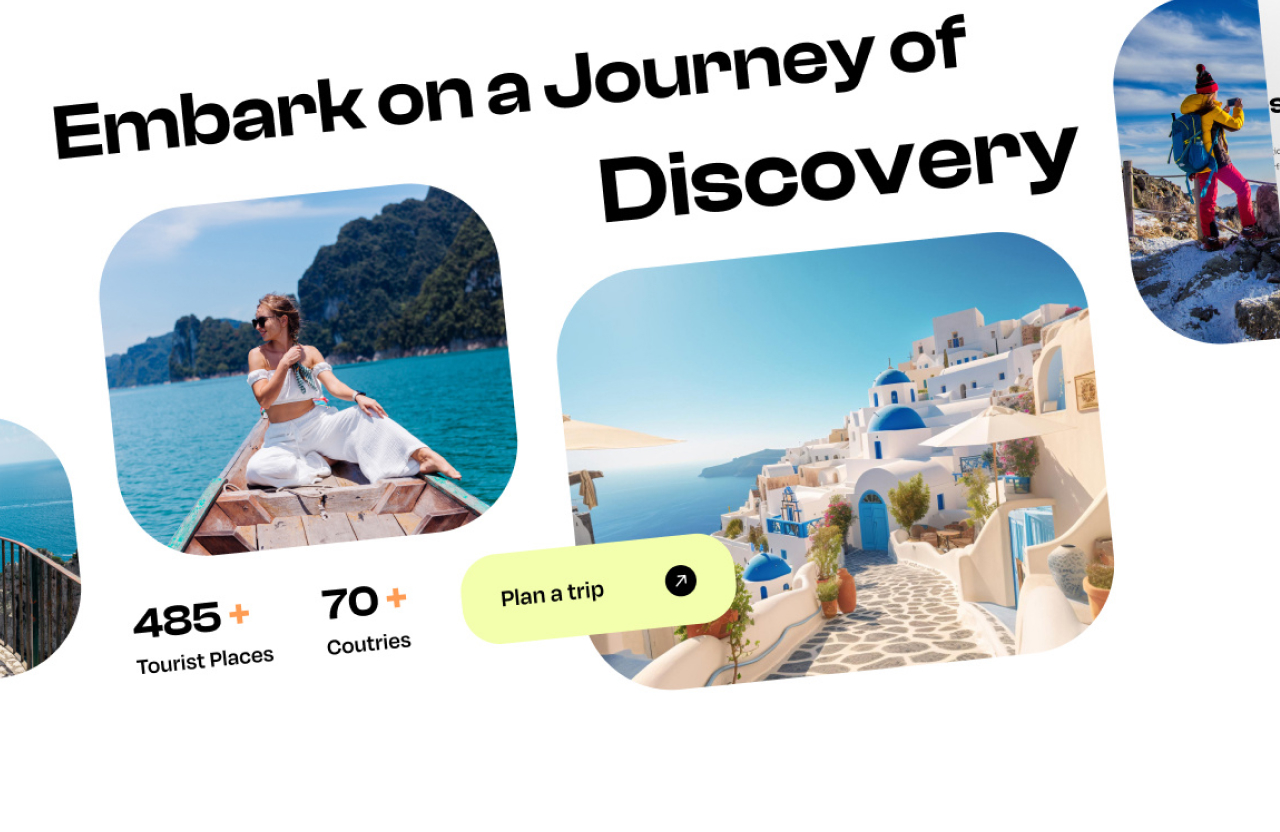 Embark on a Journey of
Discovery
485 +
Tourist Places
70 +
Coutries
Plan a trip